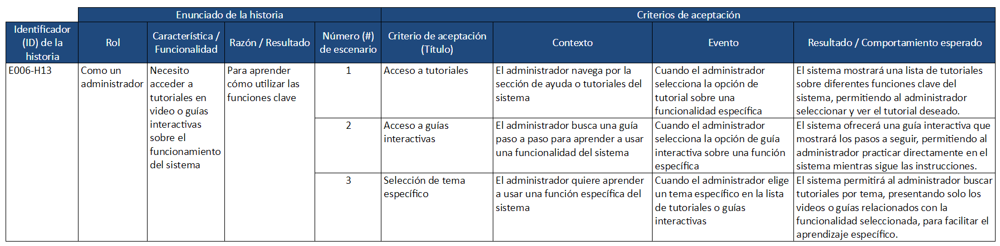 Enunciado de la historia
Criterios de aceptación
Identificador
(ID) de la
historia
Rol
Característica /
Funcionalidad
Razón / Resultado
Número (#)
de escenario
Criterio de aceptación
(Título)
Contexto
Evento
Resultado / Comportamiento esperado
E006-H13
Como un
administrador
Necesito
acceder a
tutoriales en
video o guías
interactivas
sobre el
funcionamiento
del sistema
Para aprender
cómo utilizar las
funciones clave
1
Acceso a tutoriales
El administrador navega por la
sección de ayuda o tutoriales del
sistema
Cuando el administrador
selecciona la opción de
tutorial sobre una
funcionalidad específica
El sistema mostrará una lista de tutoriales
sobre diferentes funciones clave del
sistema, permitiendo al administrador
seleccionar y ver el tutorial deseado.
2
Acceso a guías
interactivas
El administrador busca una guía
paso a paso para aprender a usar
una funcionalidad del sistema
Cuando el administrador
selecciona la opción de guía
interactiva sobre una función
específica
El sistema ofrecerá una guía interactiva que
mostrará los pasos a seguir, permitiendo al
administrador practicar directamente en el
sistema mientras sigue las instrucciones.
3
Selección de tema
específico
El administrador quiere aprender
a usar una función específica del
sistema
Cuando el administrador elige
un tema específico en la lista
de tutoriales o guías
interactivas
El sistema permitirá al administrador buscar
tutoriales por tema, presentando solo los
videos o guías relacionados con la
funcionalidad seleccionada, para facilitar el
aprendizaje específico.